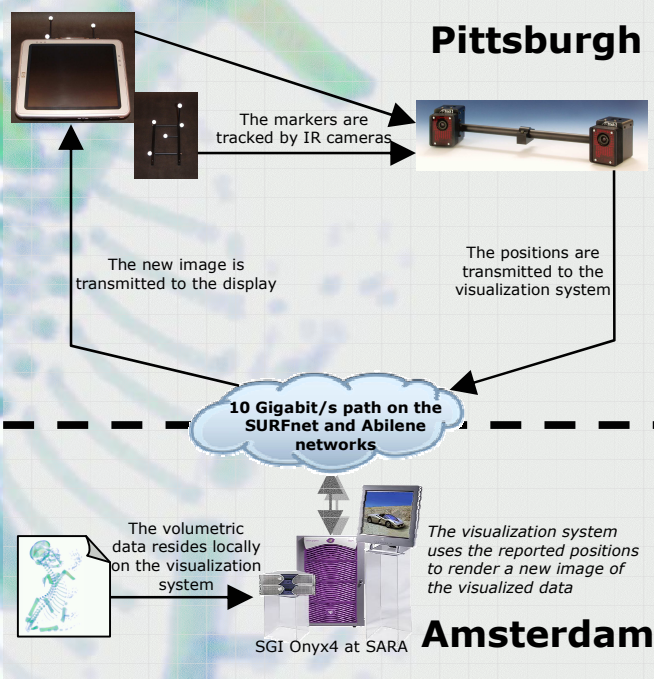 Pittsburgh
The markers are
tracked by IR cameras
The new image is
transmitted to the display
The positions are
transmitted to the
visualization system
10 Gigabit/s path on the
SURFnet and Abilene
networks
The volumetric
data resides locally
on the visualization
system
The visualization system
uses the reported positions
to render a new image of
the visualized data
SGI Onyx4 at SARA
Amsterdam